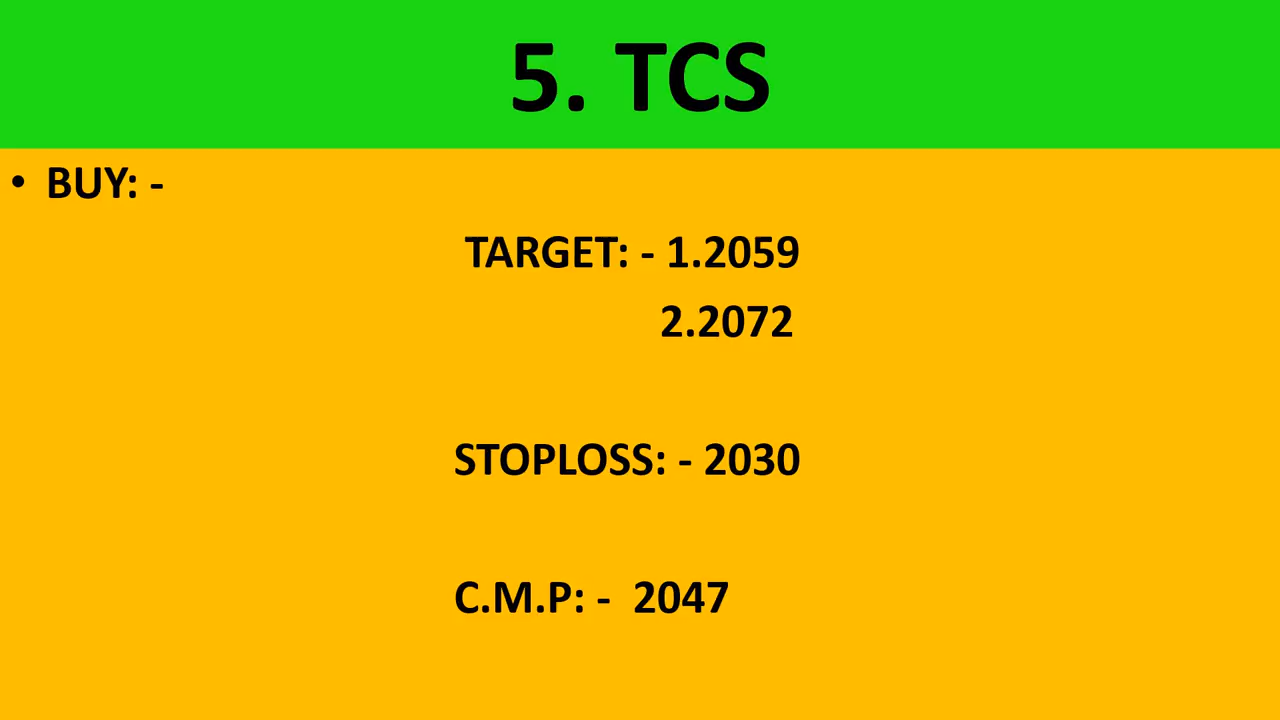 5. TCS
• BUY: -
TARGET: - 1.2059
2.2072
STOPLOSS: - 2030
C.M.P: - 2047